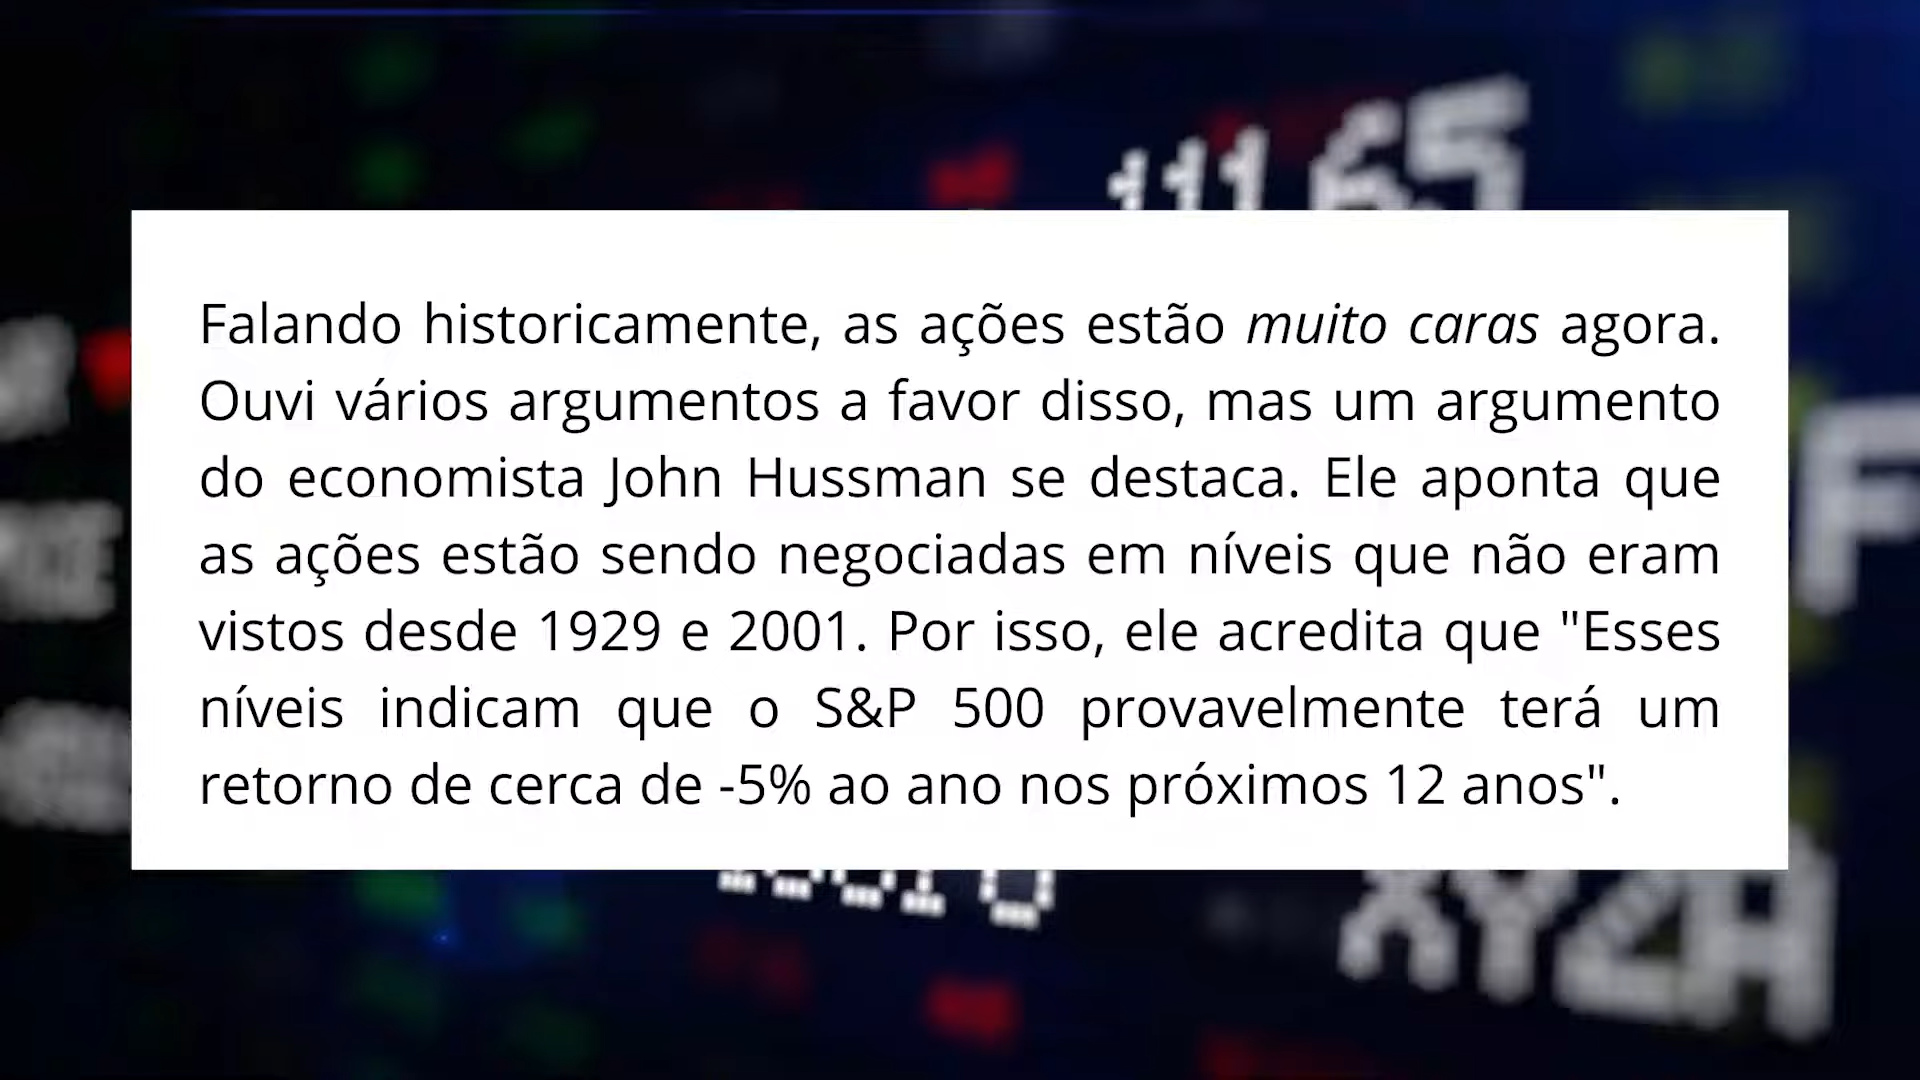 11165
Falando historicamente, as ações estão muito caras agora.
Ouvi vários argumentos a favor disso, mas um argumento
do economista John Hussman se destaca. Ele aponta que
as ações estão sendo negociadas em níveis que não eram
vistos desde 1929 e 2001. Por isso, ele acredita que "Esses
níveis indicam que o S&P 500 provavelmente terá um
retorno de cerca de -5% ao ano nos próximos 12 anos".
F
XYZA